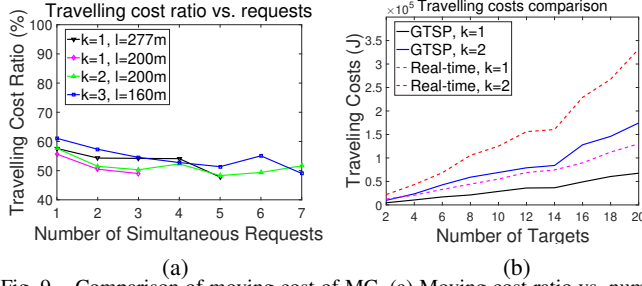 Travelling cost ratio vs. requests
Travelling Cost Ratio (%)
100
90
80
70
60
50
40
k=1, l=277m
k=1, l=200m
k=2, l=200m
k=3, l=160m
1 2 3 4 5 6 7
Number of Simultaneous Requests
(a)
Travelling costs comparison
×10⁵
Traveling Costs (J)
3.5
3
2.5
2
1.5
1
0.5
0
GTSP, k=1
GTSP, k=2
Real-time, k=1
Real-time, k=2
2 4 6 8 10 12 14 16 18 20
Number of Targets
(b)
Fig. 9. Comparison of moving cost of MC. (a) Moving cost ratio vs. num